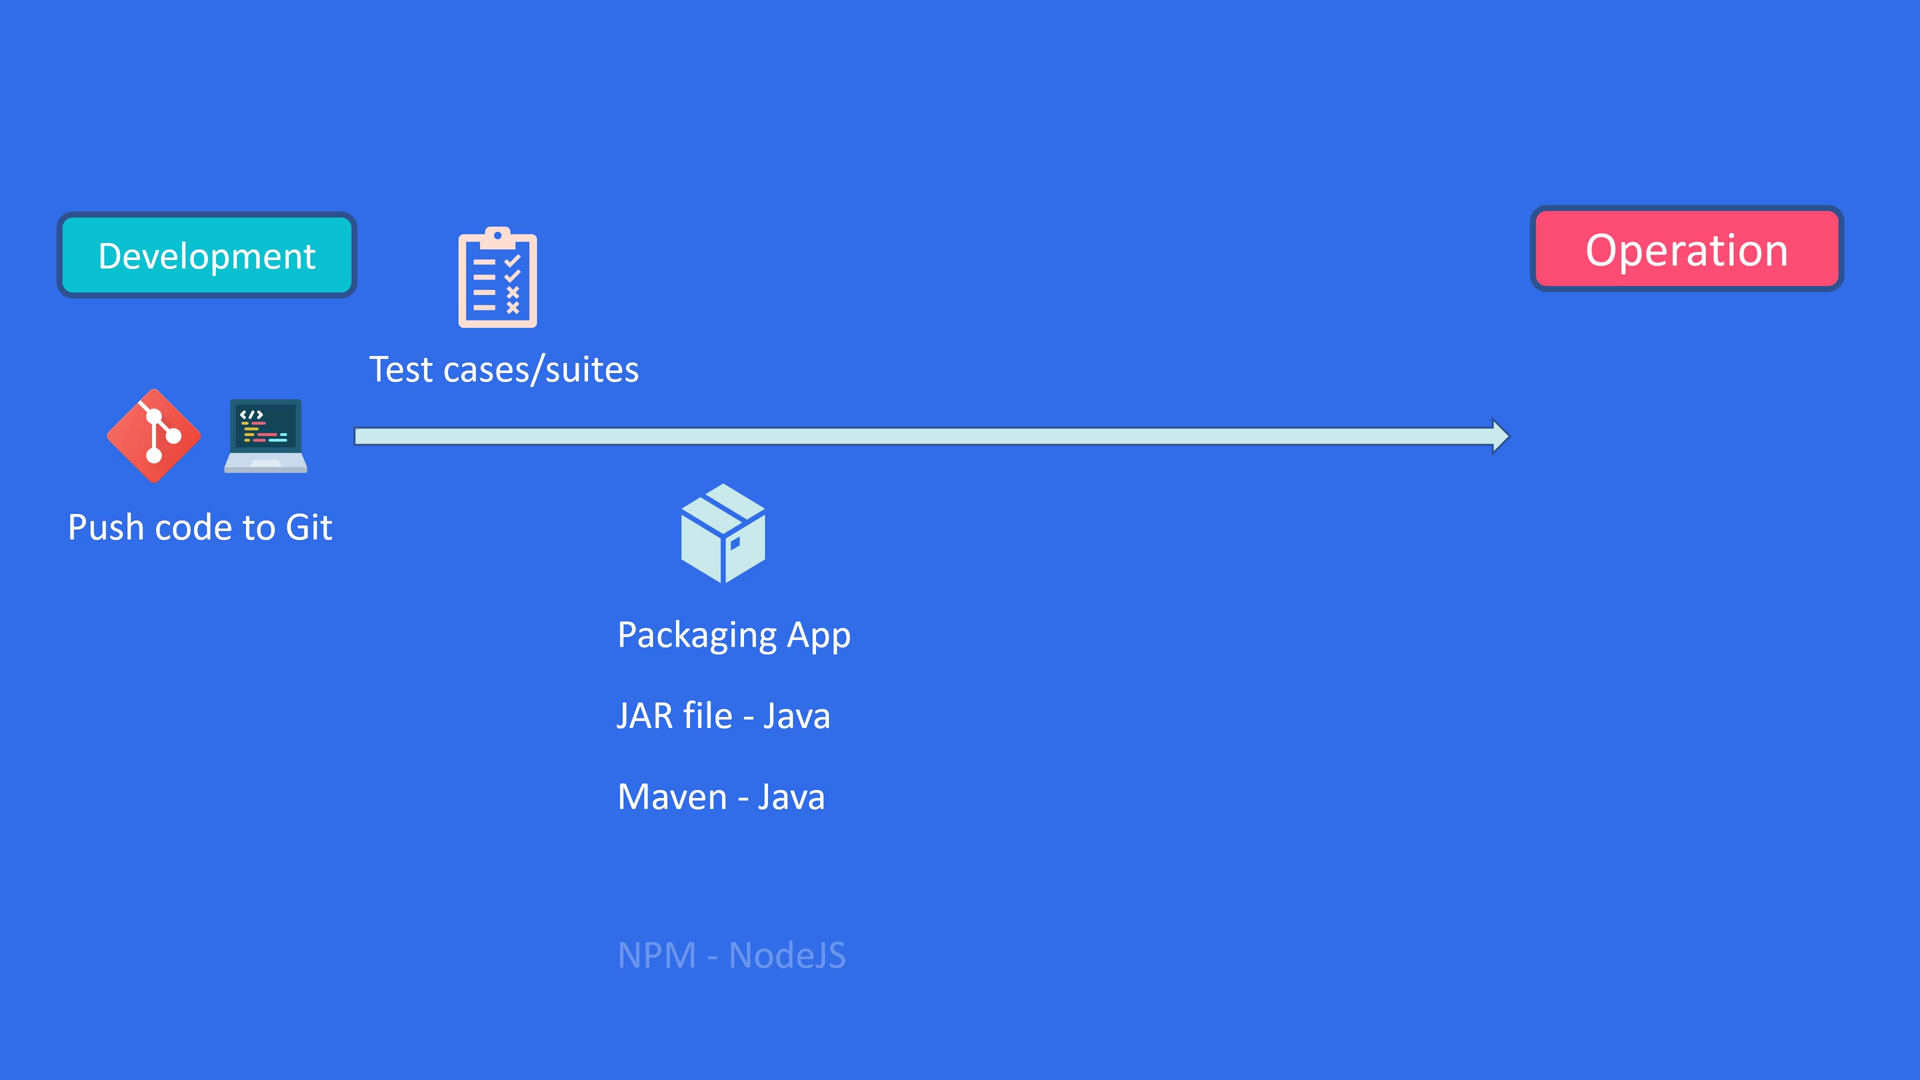 Development
Operation
Test cases/suites
</>
Push code to Git
Packaging App
JAR file - Java
Maven - Java
NPM - NodeJS